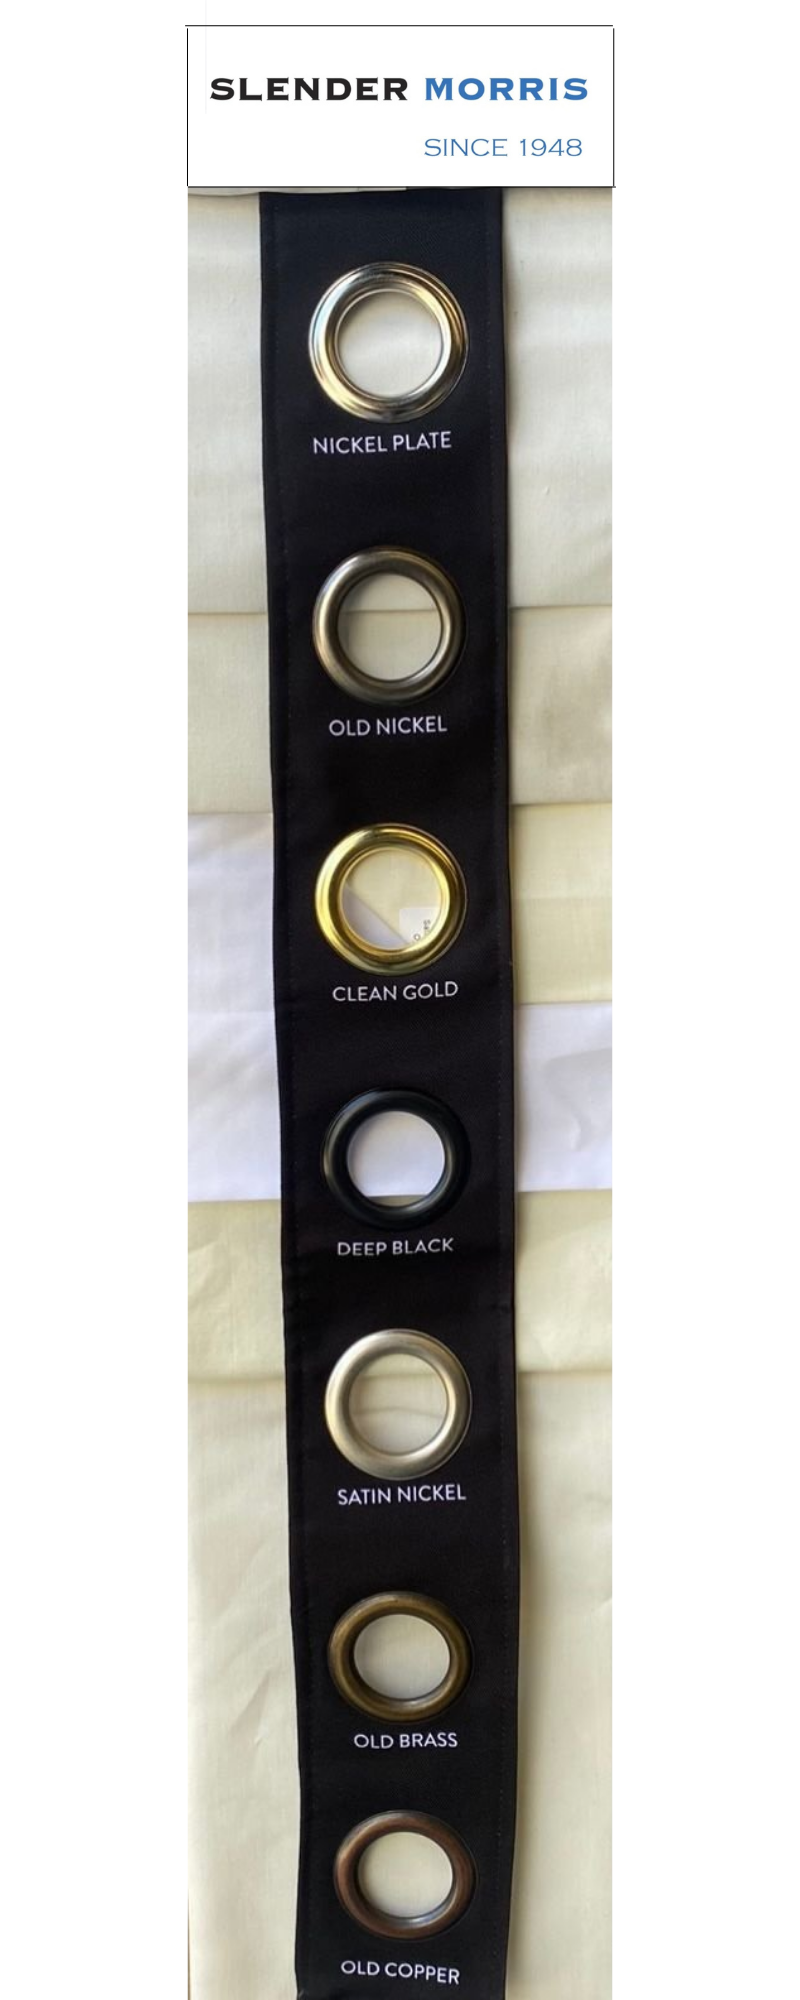 SLENDER MORRIS
SINCE 1948
NICKEL PLATE
OLD NICKEL
CLEAN GOLD
DEEP BLACK
SATIN NICKEL
OLD BRASS
OLD COPPER